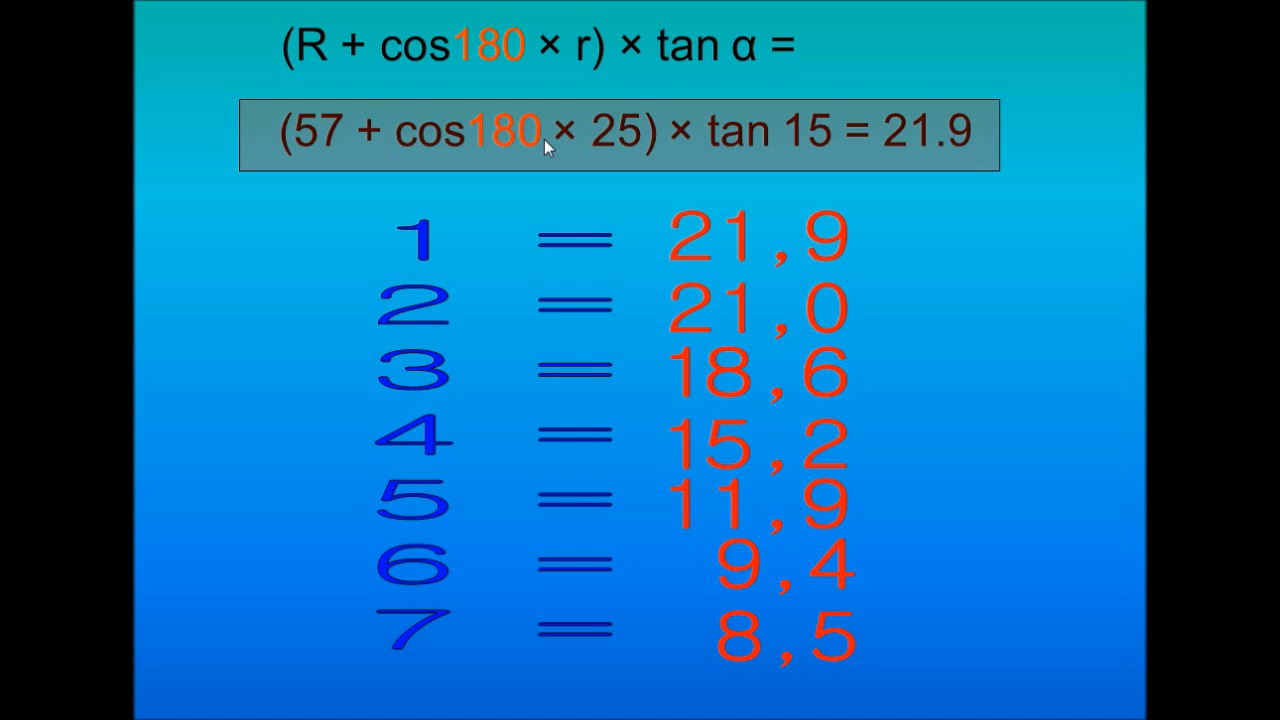 (R + cos180 × r) × tan α =
(57 + cos180 × 25) × tan 15 = 21.9
1 = 21,9
2 = 21,0
3 = 18,6
4 = 15,2
5 = 11,9
6 = 9,4
7 = 8,5